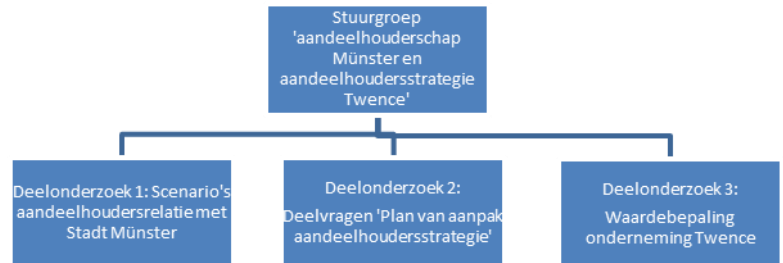 Stuurgroep
'aandeelhouderschap
Münster en
aandeelhoudersstrategie
Twence'
Deelonderzoek 1: Scenario's
aandeelhoudersrelatie met
Stadt Münster
Deelonderzoek 2:
Deelvragen 'Plan van aanpak
aandeelhoudersstrategie'
Deelonderzoek 3:
Waardebepaling
onderneming Twence